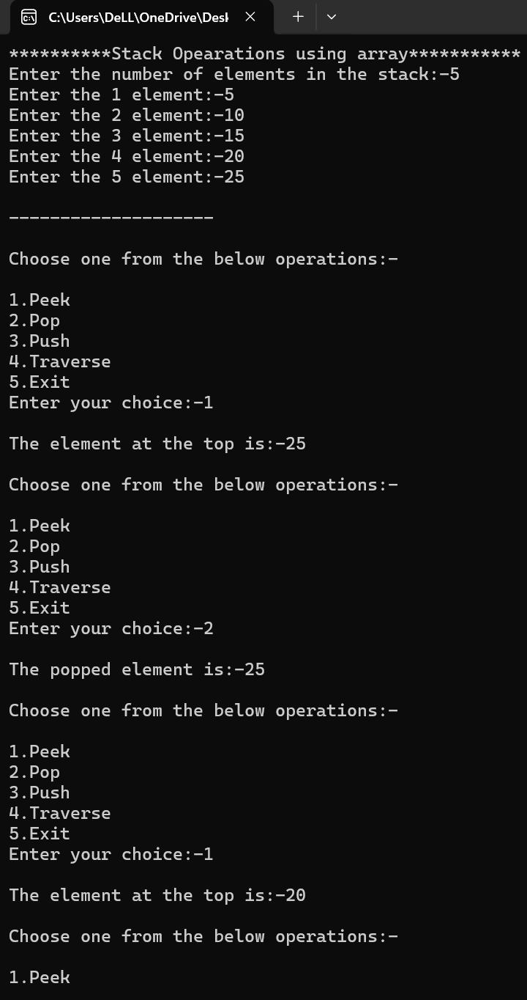 C:\Users\DeLL\OneDrive\Desl
**********Stack Opearations using array***********
Enter the number of elements in the stack:-5
Enter the 1 element:-5
Enter the 2 element:-10
Enter the 3 element:-15
Enter the 4 element:-20
Enter the 5 element:-25
--------------------
Choose one from the below operations:-
1.Peek
2.Pop
3.Push
4.Traverse
5.Exit
Enter your choice:-1
The element at the top is:-25
Choose one from the below operations:-
1.Peek
2.Pop
3.Push
4.Traverse
5.Exit
Enter your choice:-2
The popped element is:-25
Choose one from the below operations:-
1.Peek
2.Pop
3.Push
4.Traverse
5.Exit
Enter your choice:-1
The element at the top is:-20
Choose one from the below operations:-
1.Peek